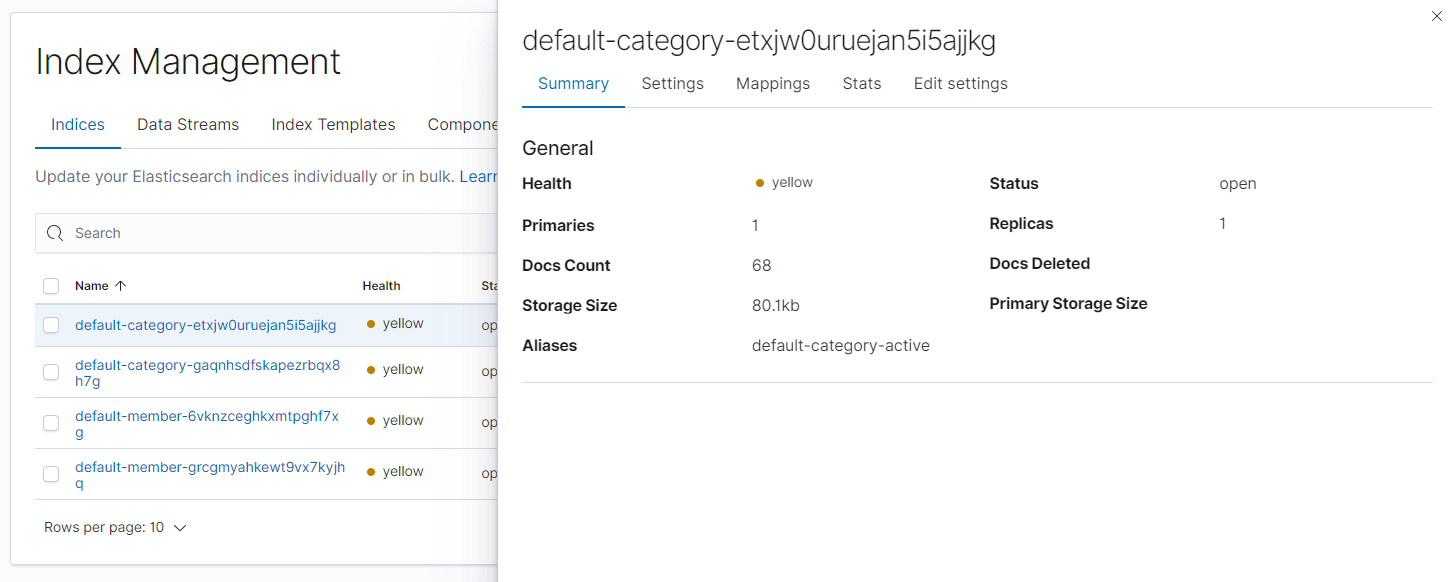 Index Management
Indices Data Streams Index Templates Compone
Update your Elasticsearch indices individually or in bulk. Learn
Search
Name Health Sta
default-category-etxjw0uruejan5i5ajjkg yellow op
default-category-gaqnhsdfskapezrbqx8
h7g
yellow op
default-member-6vknzceghkxmtpghf7x
g
yellow op
default-member-grcgmyahkewt9vx7kyjh
q
yellow op
Rows per page: 10
default-category-etxjw0uruejan5i5ajjkg
Summary Settings Mappings Stats Edit settings
General
Health yellow Status open
Primaries 1 Replicas 1
Docs Count 68 Docs Deleted
Storage Size 80.1kb Primary Storage Size
Aliases default-category-active